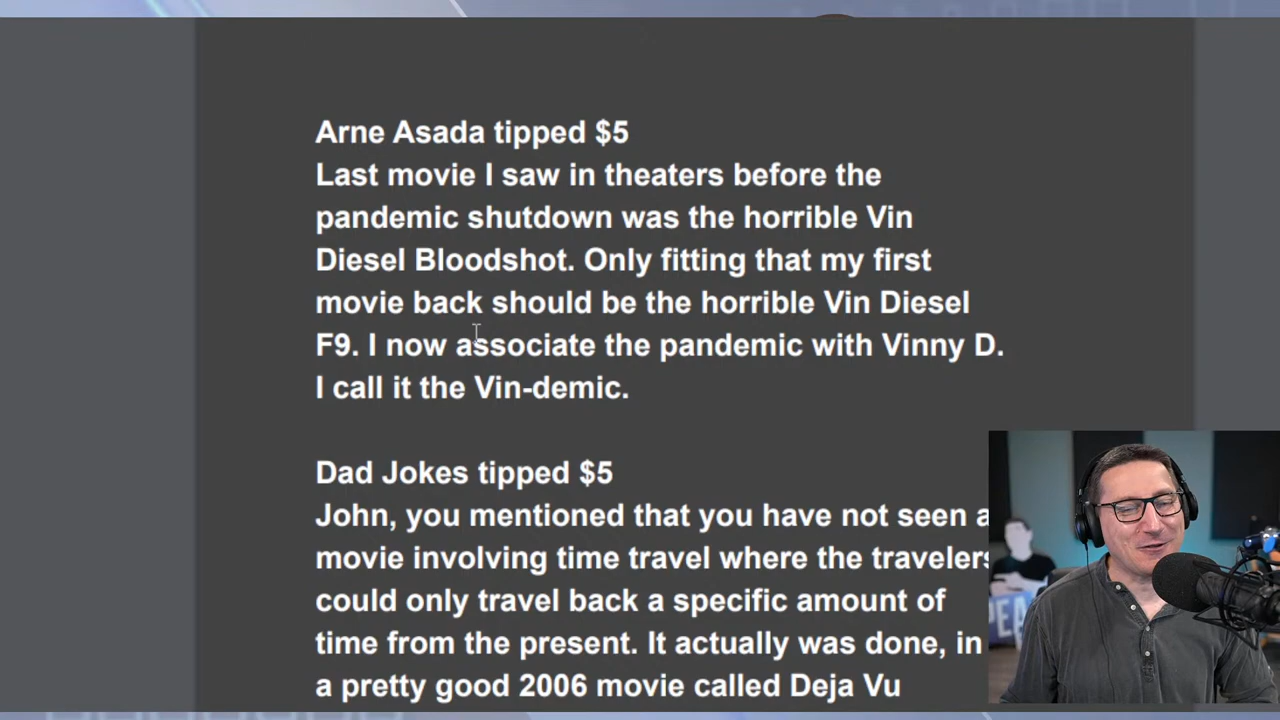 Arne Asada tipped $5
Last movie I saw in theaters before the
pandemic shutdown was the horrible Vin
Diesel Bloodshot. Only fitting that my first
movie back should be the horrible Vin Diesel
F9. I now associate the pandemic with Vinny D.
I call it the Vin-demic.
Dad Jokes tipped $5
John, you mentioned that you have not seen a
movie involving time travel where the travelers
could only travel back a specific amount of
time from the present. It actually was done, in
a pretty good 2006 movie called Deja Vu